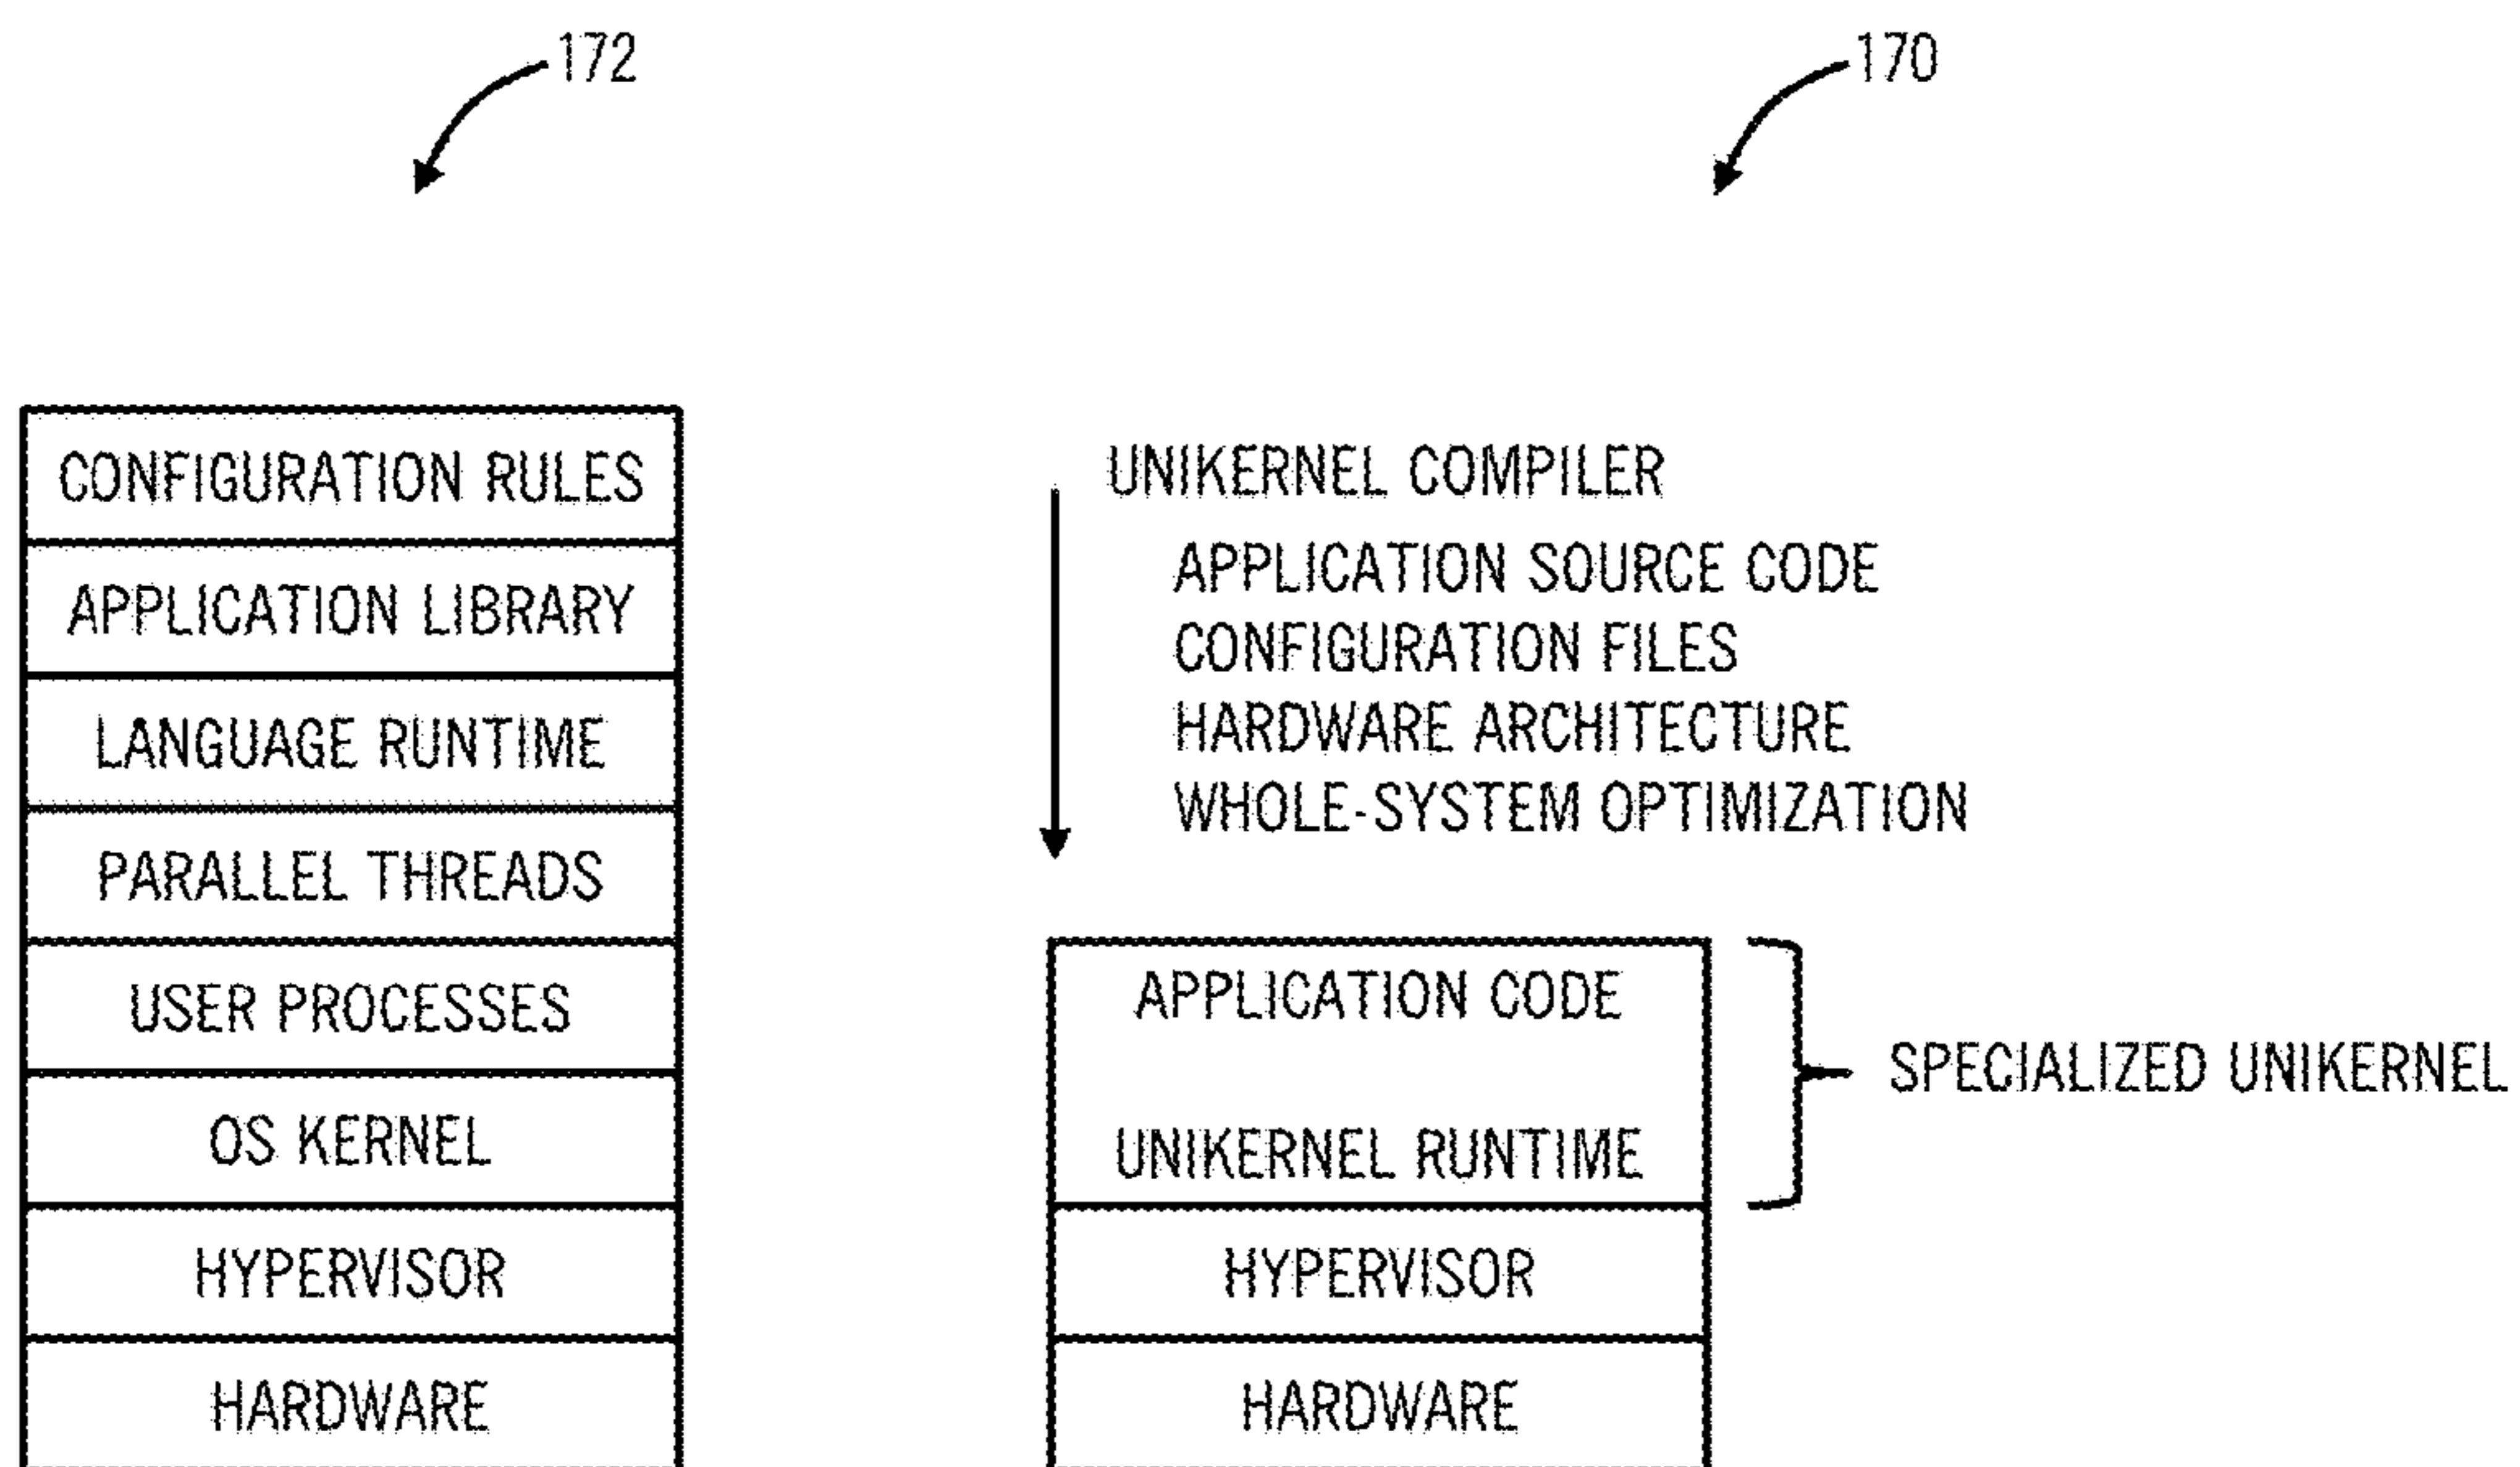 172
170
CONFIGURATION RULES
APPLICATION LIBRARY
LANGUAGE RUNTIME
PARALLEL THREADS
USER PROCESSES
OS KERNEL
HYPERVISOR
HARDWARE
UNIKERNEL COMPILER
APPLICATION SOURCE CODE
CONFIGURATION FILES
HARDWARE ARCHITECTURE
WHOLE-SYSTEM OPTIMIZATION
APPLICATION CODE
UNIKERNEL RUNTIME
SPECIALIZED UNIKERNEL
HYPERVISOR
HARDWARE